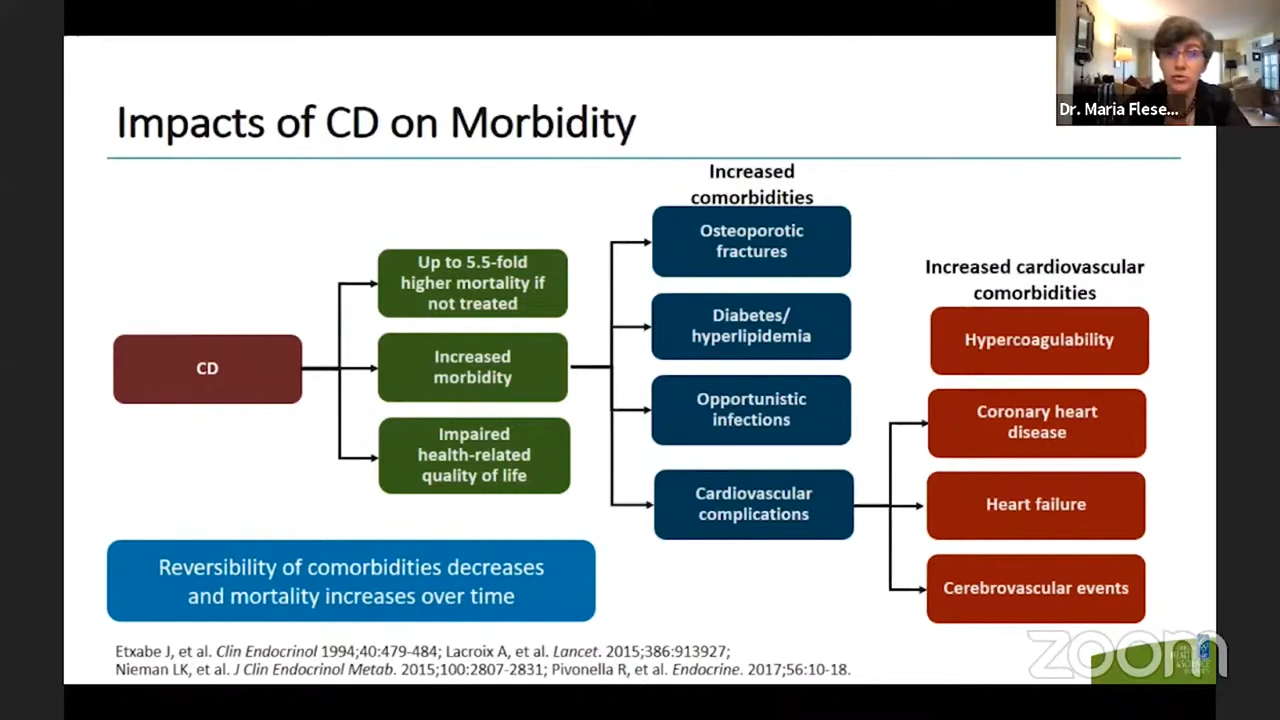 Dr. Maria Flese...
Impacts of CD on Morbidity
CD
Up to 5.5-fold
higher mortality if
not treated
Increased
morbidity
Impaired
health-related
quality of life
Increased
comorbidities
Osteoporotic
fractures
Diabetes/
hyperlipidemia
Opportunistic
infections
Cardiovascular
complications
Increased cardiovascular
comorbidities
Hypercoagulability
Coronary heart
disease
Heart failure
Cerebrovascular events
Reversibility of comorbidities decreases
and mortality increases over time
Etxabe J, et al. Clin Endocrinol 1994;40:479-484; Lacroix A, et al. Lancet. 2015;386:913927;
Nieman LK, et al. J Clin Endocrinol Metab. 2015;100:2807-2831; Pivonella R, et al. Endocrine. 2017;56:10-18.
zoom